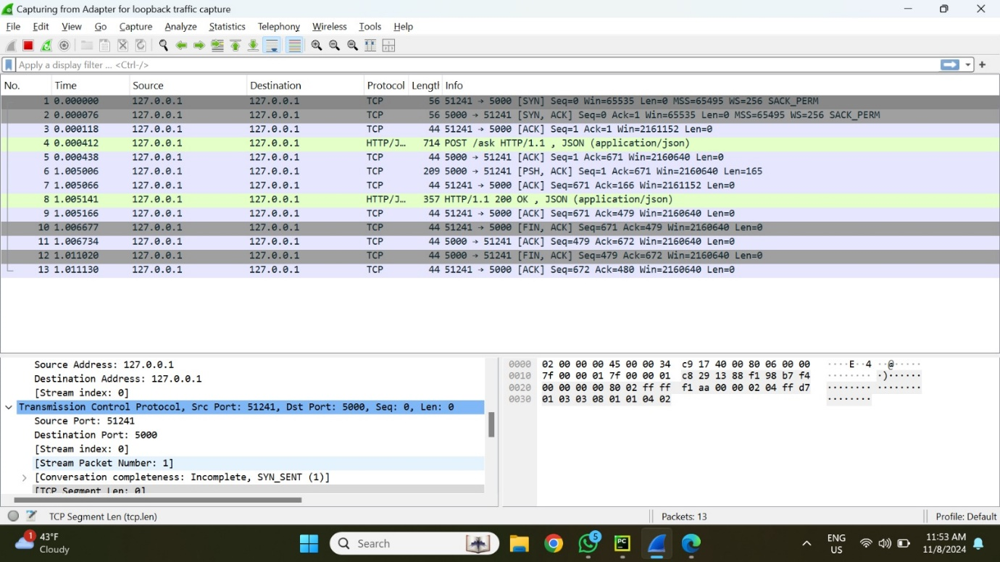 Capturing from Adapter for loopback traffic capture
File Edit View Go Capture Analyze Statistics Telephony Wireless Tools Help
Apply a display filter ... <Ctrl-/>
No. Time Source Destination Protocol Length Info
1 0.000000 127.0.0.1 127.0.0.1 TCP 56 51241 → 5000 [SYN] Seq=0 Win=65535 Len=0 MSS=65495 WS=256 SACK_PERM
2 0.000076 127.0.0.1 127.0.0.1 TCP 56 5000 → 51241 [SYN, ACK] Seq=0 Ack=1 Win=65535 Len=0 MSS=65495 WS=256 SACK_PERM
3 0.000118 127.0.0.1 127.0.0.1 TCP 44 51241 → 5000 [ACK] Seq=1 Ack=1 Win=2161152 Len=0
4 0.000412 127.0.0.1 127.0.0.1 HTTP/J… 714 POST /ask HTTP/1.1 , JSON (application/json)
5 0.000438 127.0.0.1 127.0.0.1 TCP 44 5000 → 51241 [ACK] Seq=1 Ack=671 Win=2160640 Len=0
6 1.005006 127.0.0.1 127.0.0.1 TCP 209 5000 → 51241 [PSH, ACK] Seq=1 Ack=671 Win=2160640 Len=165
7 1.005066 127.0.0.1 127.0.0.1 TCP 44 51241 → 5000 [ACK] Seq=671 Ack=166 Win=2161152 Len=0
8 1.005141 127.0.0.1 127.0.0.1 HTTP/J… 357 HTTP/1.1 200 OK , JSON (application/json)
9 1.005166 127.0.0.1 127.0.0.1 TCP 44 51241 → 5000 [ACK] Seq=671 Ack=479 Win=2160640 Len=0
10 1.006677 127.0.0.1 127.0.0.1 TCP 44 51241 → 5000 [FIN, ACK] Seq=671 Ack=479 Win=2160640 Len=0
11 1.006734 127.0.0.1 127.0.0.1 TCP 44 5000 → 51241 [ACK] Seq=479 Ack=672 Win=2160640 Len=0
12 1.011020 127.0.0.1 127.0.0.1 TCP 44 5000 → 51241 [FIN, ACK] Seq=479 Ack=672 Win=2160640 Len=0
13 1.011130 127.0.0.1 127.0.0.1 TCP 44 51241 → 5000 [ACK] Seq=672 Ack=480 Win=2160640 Len=0
Source Address: 127.0.0.1
Destination Address: 127.0.0.1
[Stream index: 0]
Transmission Control Protocol, Src Port: 51241, Dst Port: 5000, Seq: 0, Len: 0
Source Port: 51241
Destination Port: 5000
[Stream index: 0]
[Stream Packet Number: 1]
[Conversation completeness: Incomplete, SYN_SENT (1)]
[TCP Segment Len: 0]
0000 02 00 00 00 45 00 00 34 c9 17 40 00 80 06 00 00 ····E··4 ··@·····
0010 7f 00 00 01 7f 00 00 01 c8 29 13 88 f1 98 b7 f4 ········ ·)······
0020 00 00 00 00 80 02 ff ff f1 aa 00 00 02 04 ff d7 ········ ········
0030 01 03 03 08 01 01 04 02 ········
TCP Segment Len (tcp.len) Packets: 13 Profile: Default
1 43°F
Cloudy
Search
5
PC
ENG
US
11:53 AM
11/8/2024